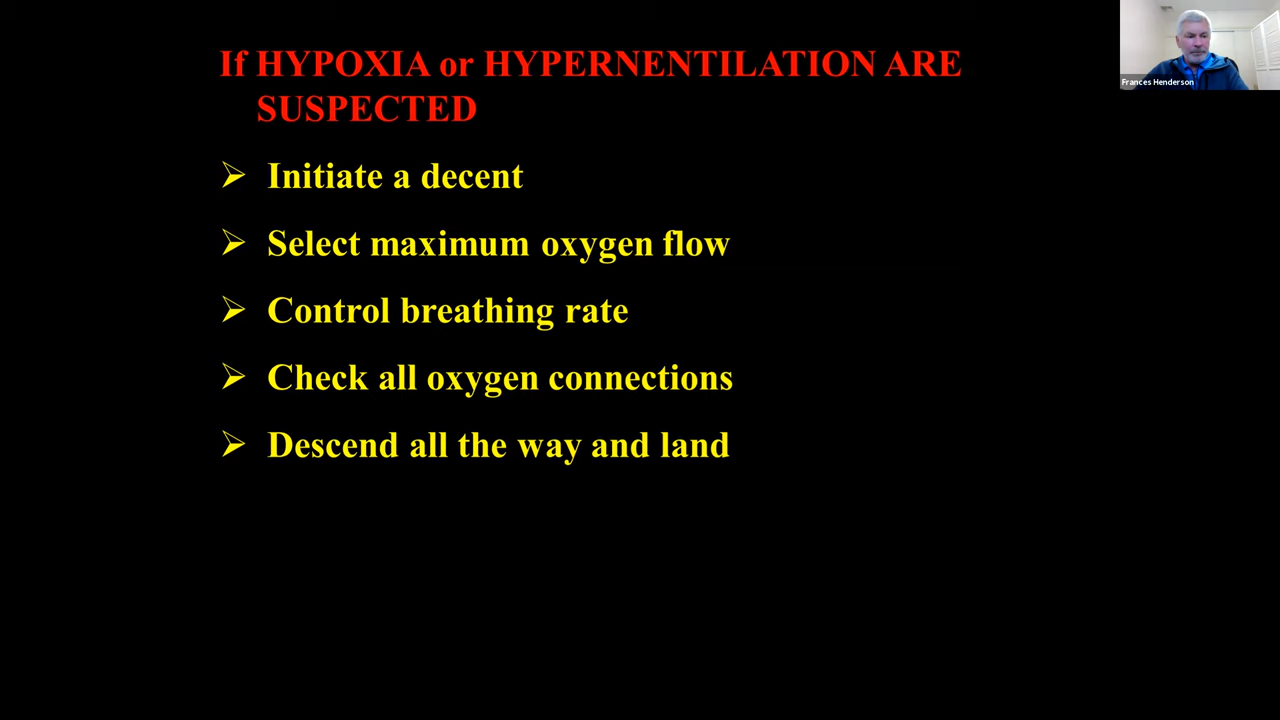 If HYPOXIA or HYPERNENTILATION ARE
SUSPECTED
Initiate a decent
Select maximum oxygen flow
Control breathing rate
Check all oxygen connections
Descend all the way and land
Frances Henderson